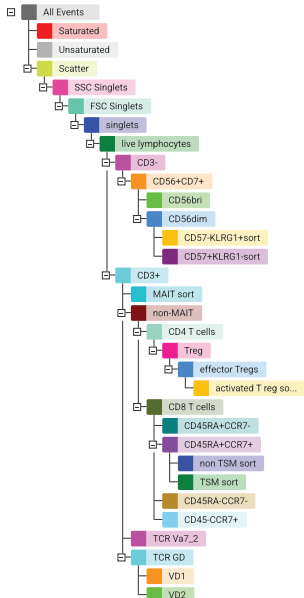 All Events
Saturated
Unsaturated
Scatter
SSC Singlets
FSC Singlets
singlets
live lymphocytes
CD3-
CD56+CD7+
CD56bri
CD56dim
CD57-KLRG1+sort
CD57+KLRG1-sort
CD3+
MAIT sort
non-MAIT
CD4 T cells
Treg
effector Tregs
activated T reg so...
CD8 T cells
CD45RA+CCR7-
CD45RA+CCR7+
non TSM sort
TSM sort
CD45RA-CCR7-
CD45-CCR7+
TCR Va7_2
TCR GD
VD1
VD2